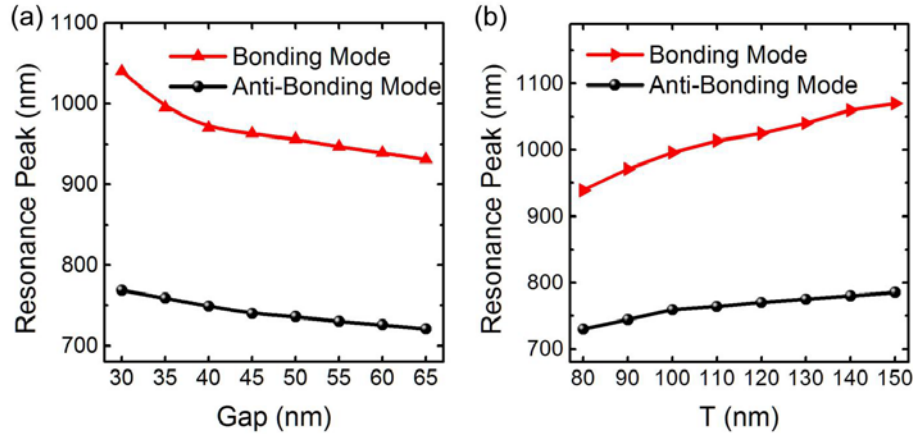 (a)
Resonance Peak (nm)
1100
1000
900
800
700
Bonding Mode
Anti-Bonding Mode
30 35 40 45 50 55 60 65
Gap (nm)
(b)
Resonance Peak (nm)
1100
1000
900
800
700
Bonding Mode
Anti-Bonding Mode
80 90 100 110 120 130 140 150
T (nm)